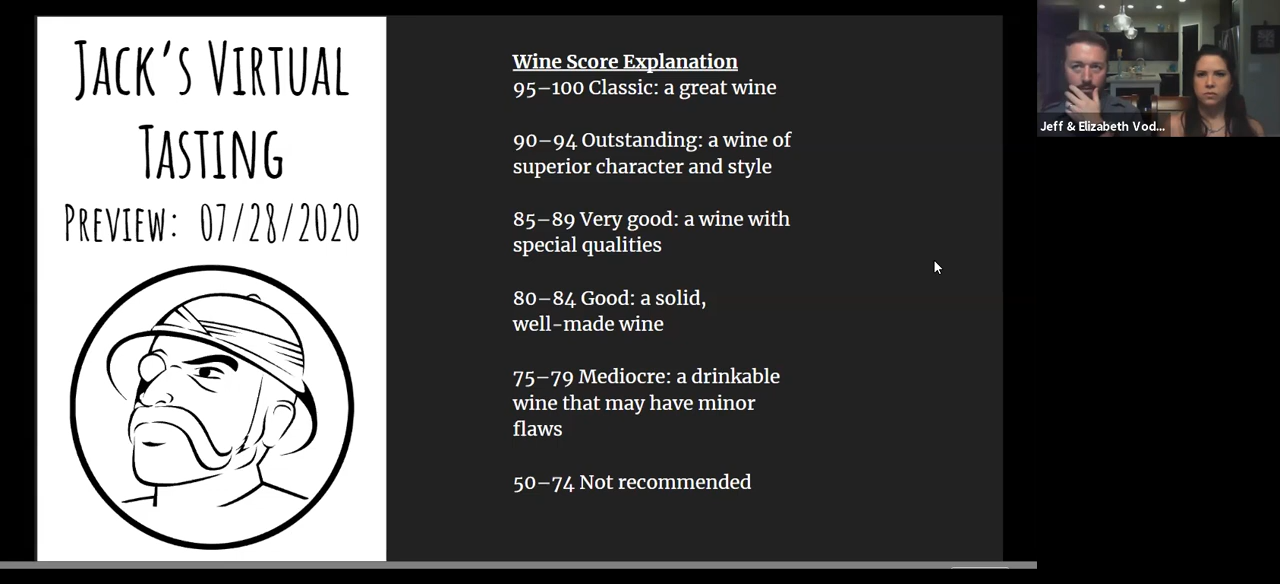 Jack's Virtual
Tasting
Preview: 07/28/2020
Wine Score Explanation
95–100 Classic: a great wine
90–94 Outstanding: a wine of
superior character and style
85–89 Very good: a wine with
special qualities
80–84 Good: a solid,
well-made wine
75–79 Mediocre: a drinkable
wine that may have minor
flaws
50–74 Not recommended
Jeff & Elizabeth Vod...